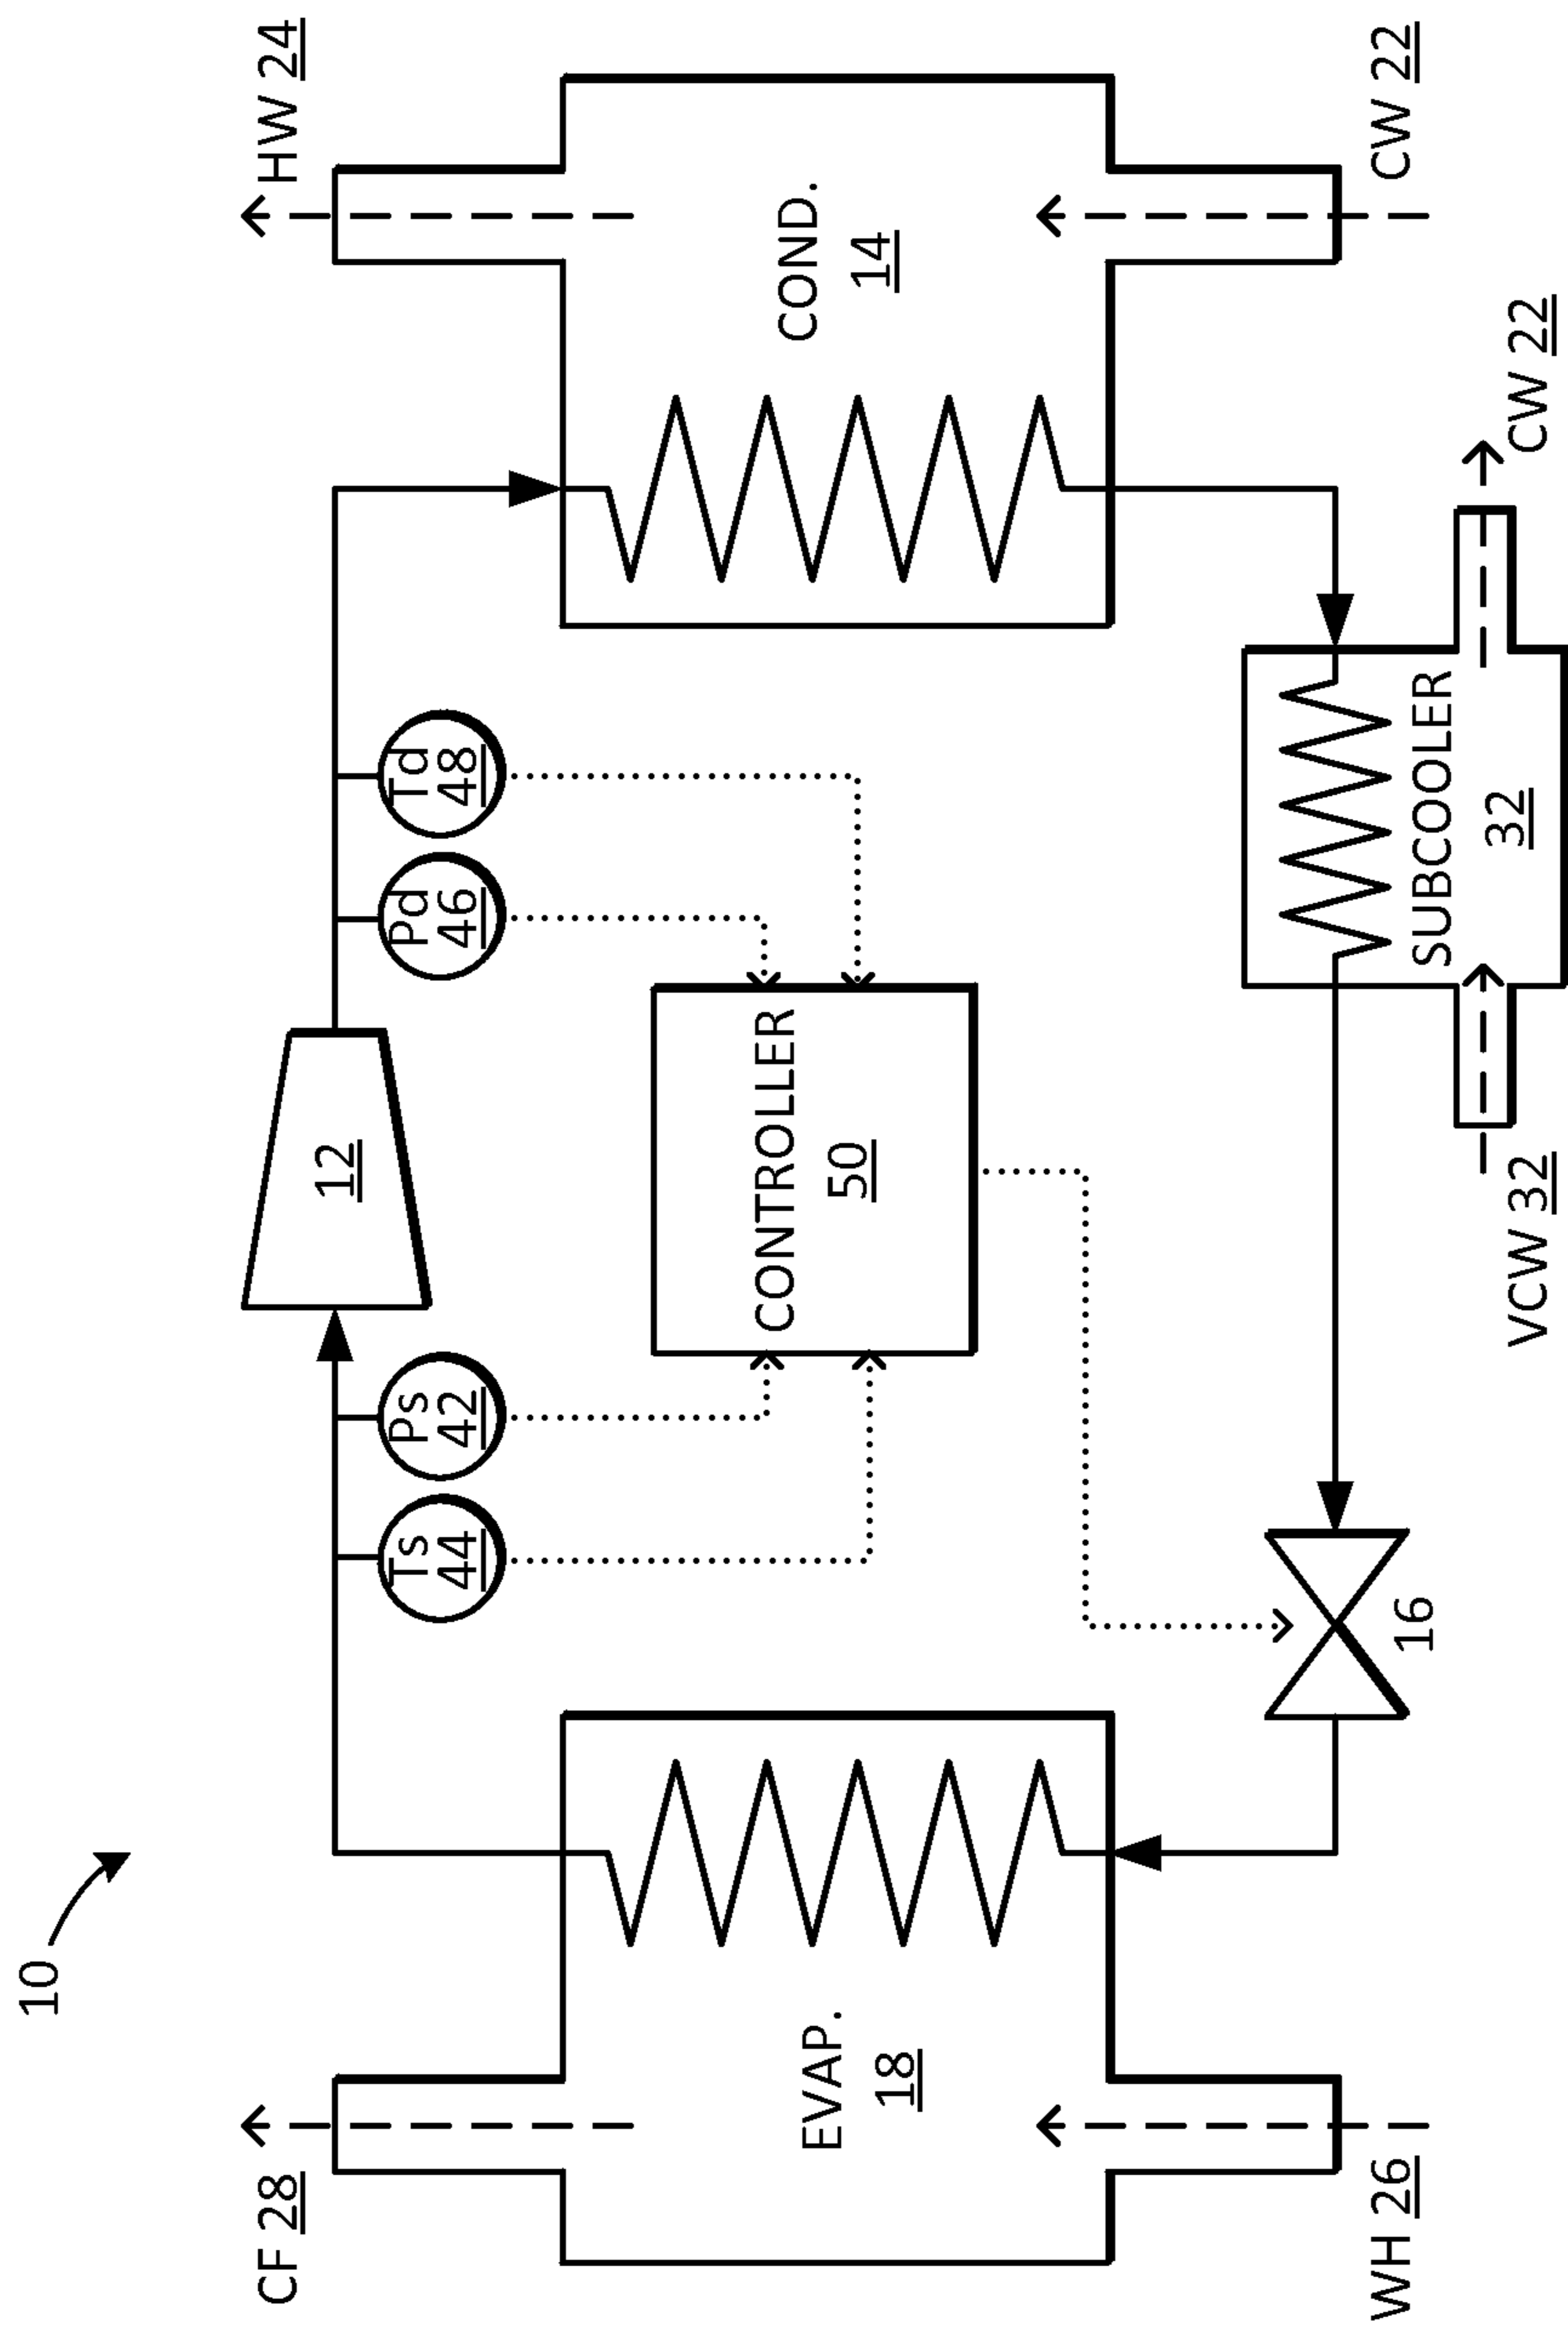 10
CF 28
HW 24
12
Ts
44
Ps
42
Pd
46
Td
48
EVAP.
18
CONTROLLER
50
COND.
14
WH 26
16
SUBCOOLER
32
CW 22
VCW 32
CW 22